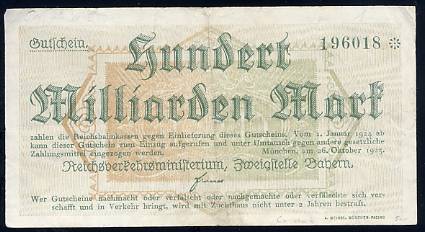 Gutschein.
Hundert
196018 ※
Milliarden Mark
zahlen die Reichsbahnkassen gegen Einlieferung dieses Gutscheins. Vom 1. Januar 1924 ab
kann dieser Gutschein zum Einzug aufgerufen und unter Umtausch gegen andere gesetzliche
Zahlungsmittel eingezogen werden. München, am 26. Oktober 1923.
Reichsverkehrsministerium, Zweigstelle Bayern.
Wer Gutscheine nachmacht oder verfälscht oder nachgemachte oder verfälschte sich ver-
schafft und in Verkehr bringt, wird mit Zuchthaus nicht unter 2 Jahren bestraft.